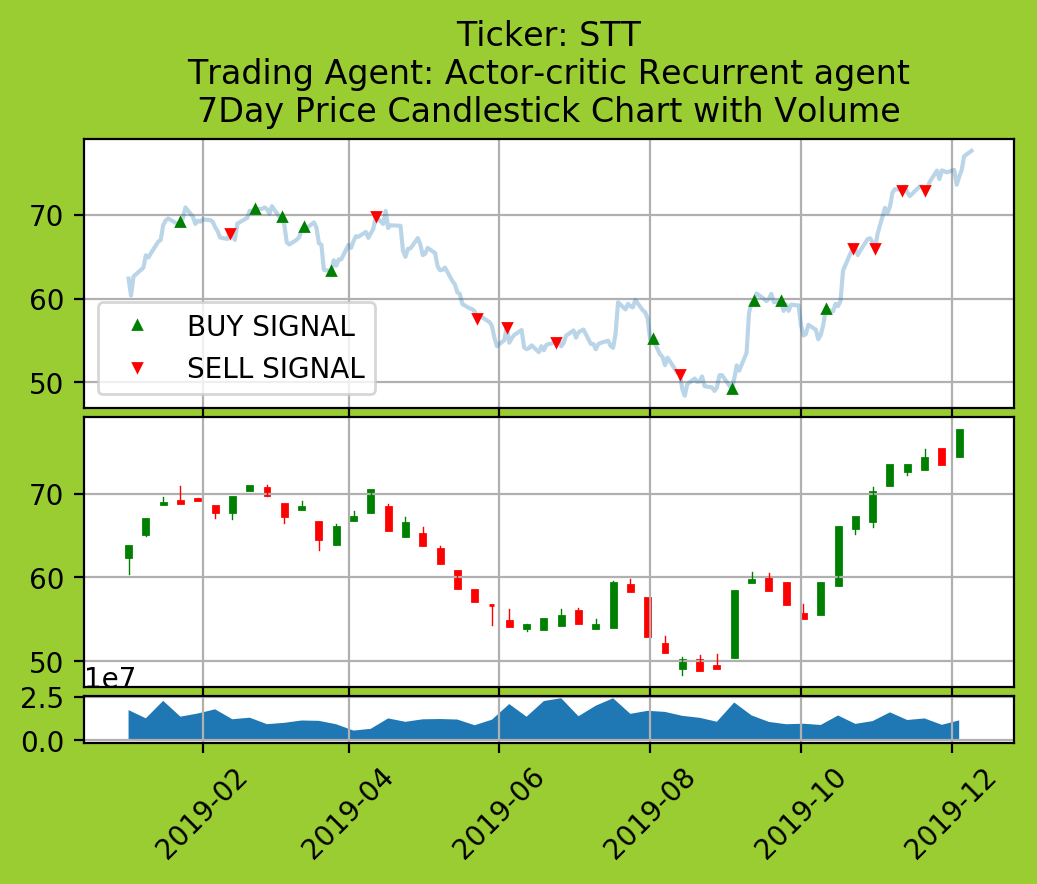 Ticker: STT
Trading Agent: Actor-critic Recurrent agent
7Day Price Candlestick Chart with Volume
70
60
50
BUY SIGNAL
SELL SIGNAL
70
60
50
1e7
2.5
0.0
2019-02
2019-04
2019-06
2019-08
2019-10
2019-12